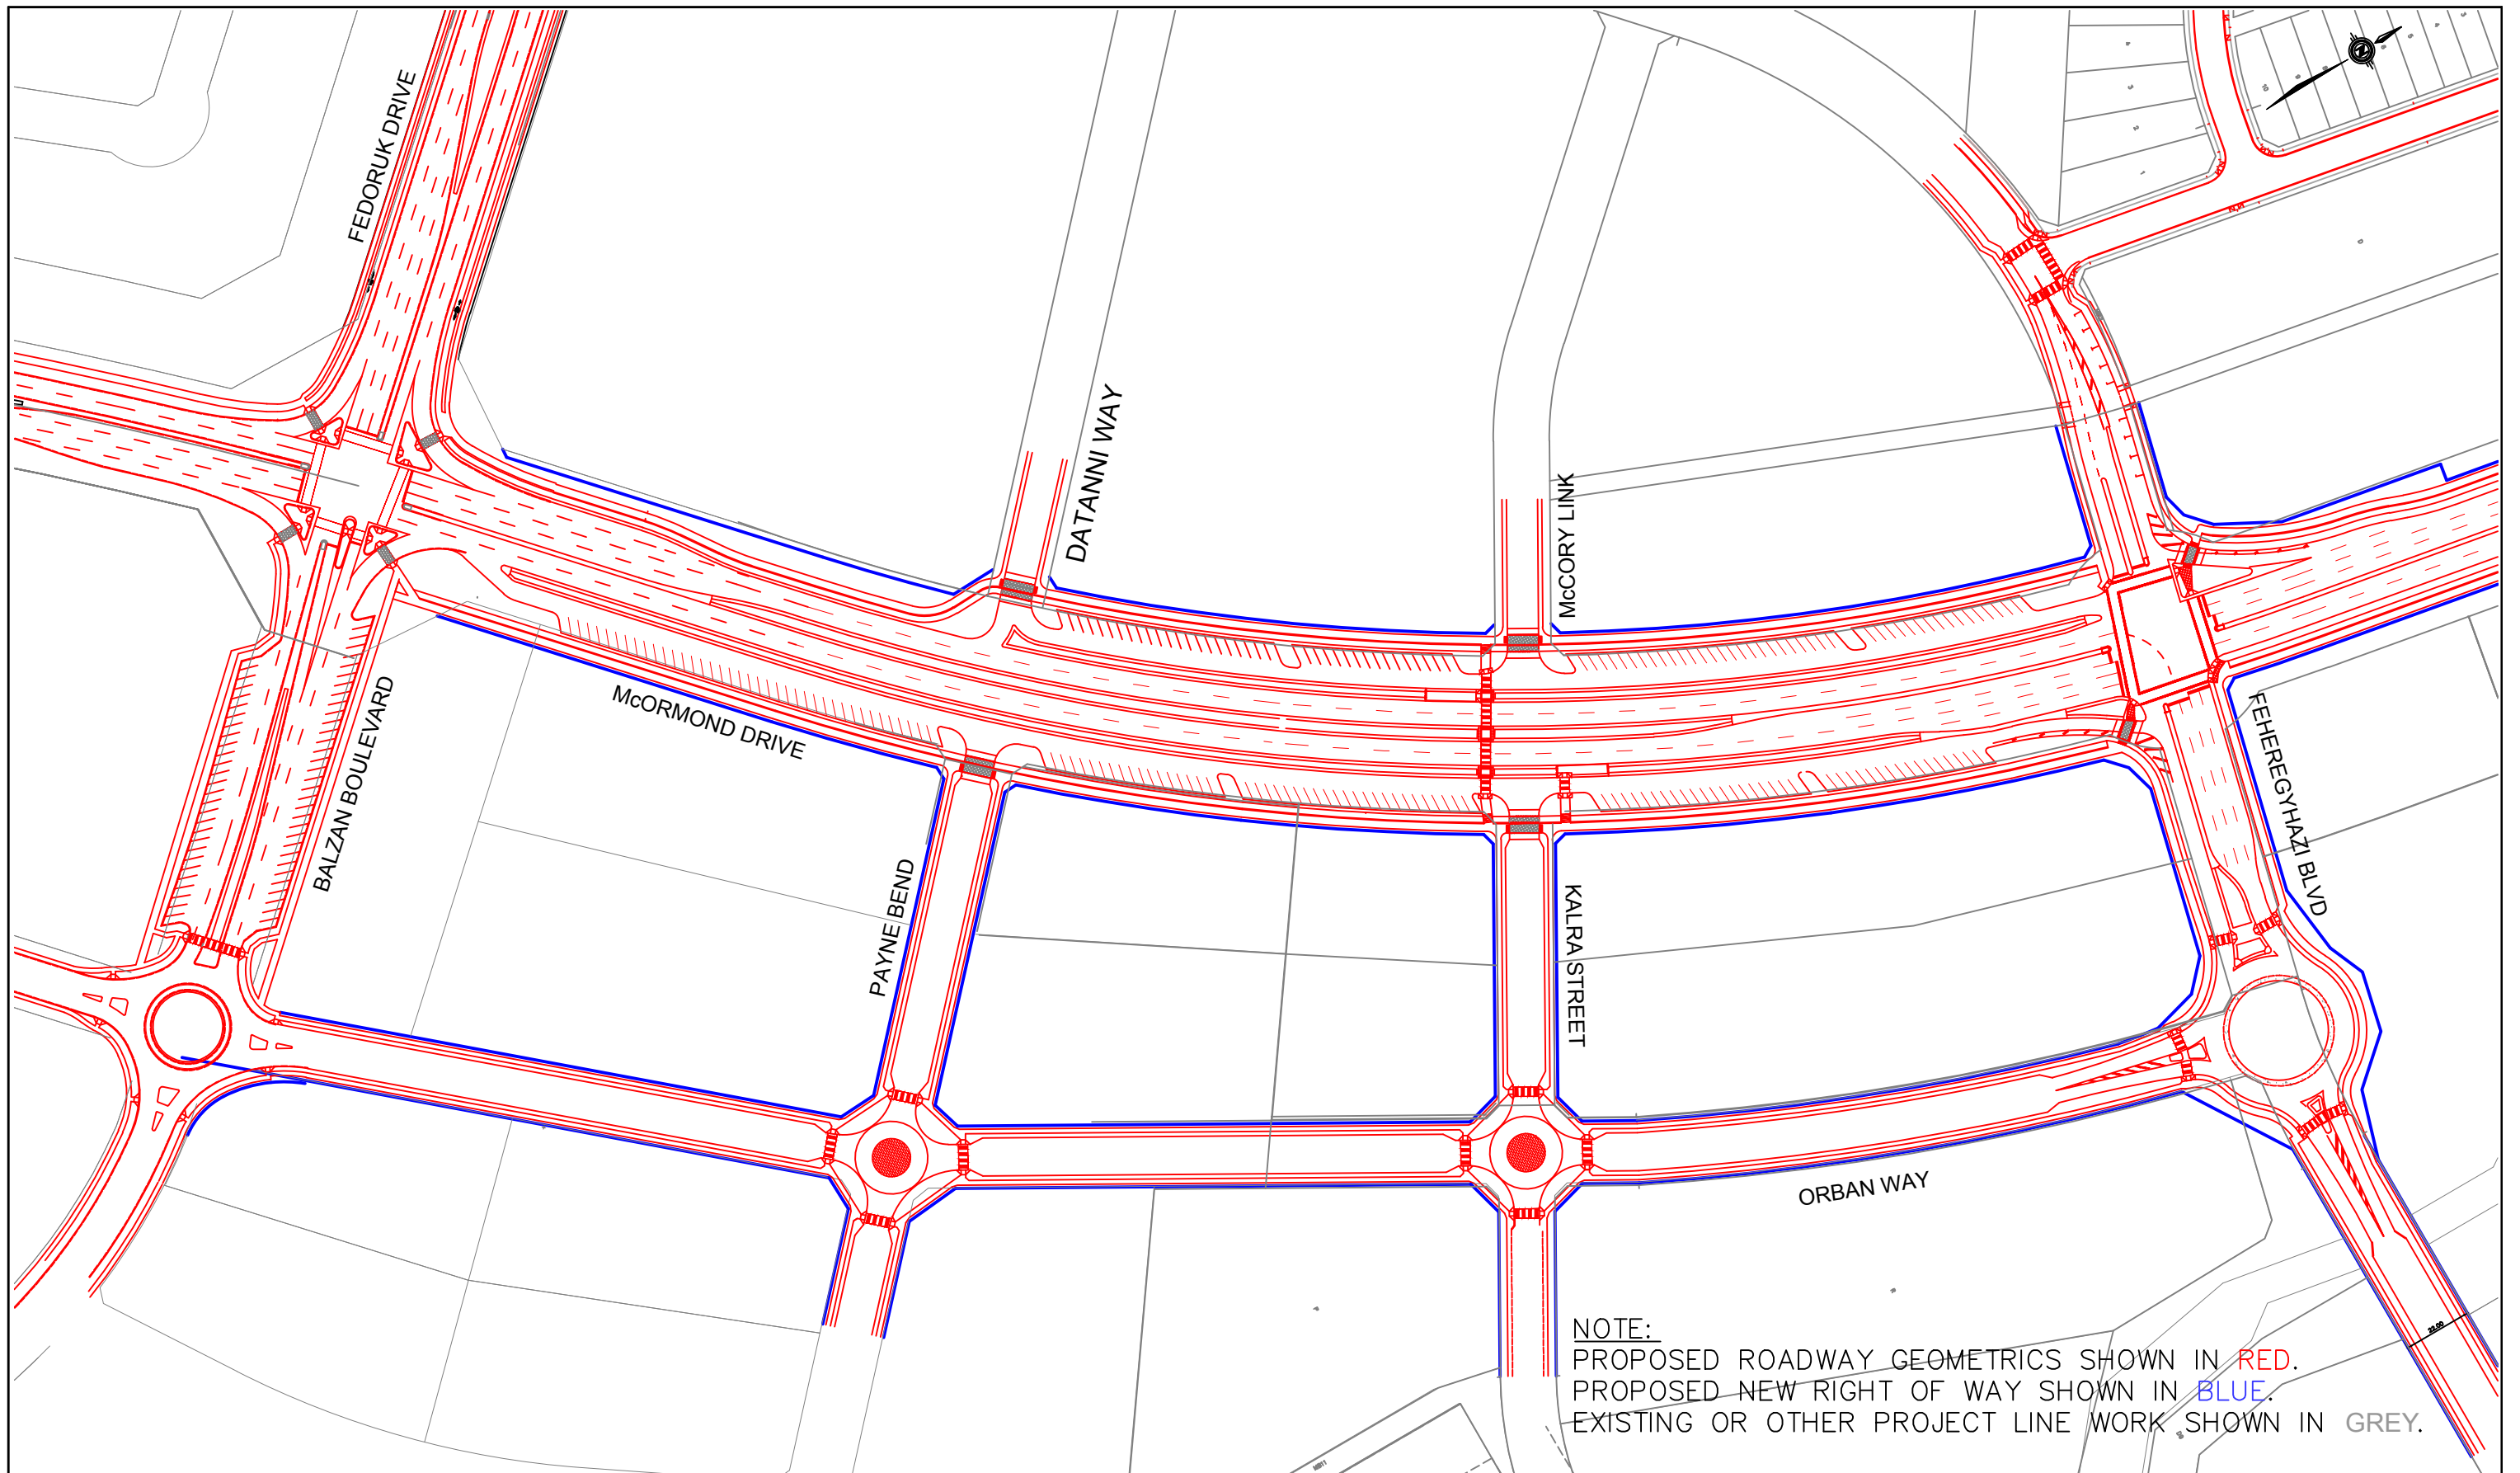 FEDORUK DRIVE
DATANNI WAY
McCORY LINK
McORMOND DRIVE
BALZAN BOULEVARD
PAYNE BEND
KALRA STREET
FEHEREGYHAZI BLVD
ORBAN WAY
22.00
NOTE:
PROPOSED ROADWAY GEOMETRICS SHOWN IN RED.
PROPOSED NEW RIGHT OF WAY SHOWN IN BLUE.
EXISTING OR OTHER PROJECT LINE WORK SHOWN IN GREY.